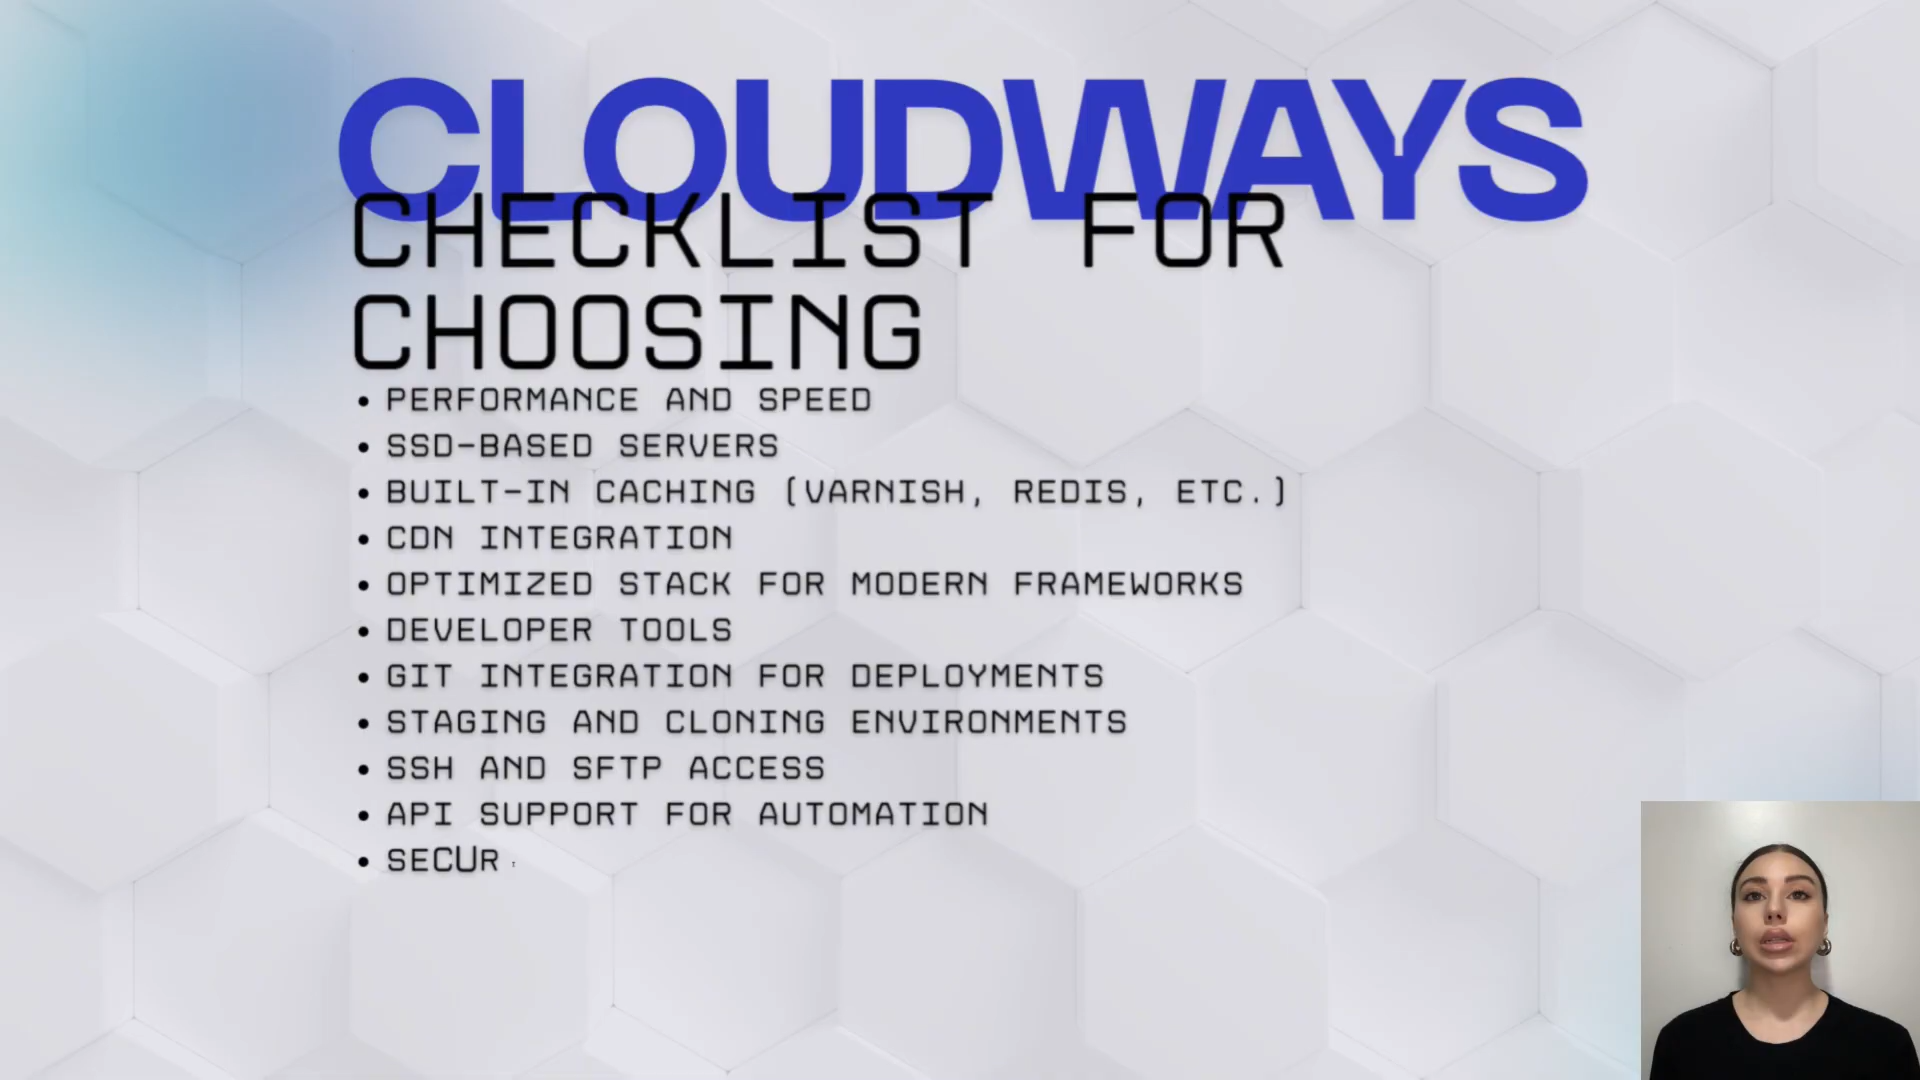 CLOUDWAYS
CHECKLIST FOR
CHOOSING
• PERFORMANCE AND SPEED
• SSD-BASED SERVERS
• BUILT-IN CACHING (VARNISH, REDIS, ETC.)
• CDN INTEGRATION
• OPTIMIZED STACK FOR MODERN FRAMEWORKS
• DEVELOPER TOOLS
• GIT INTEGRATION FOR DEPLOYMENTS
• STAGING AND CLONING ENVIRONMENTS
• SSH AND SFTP ACCESS
• API SUPPORT FOR AUTOMATION
• SECUR